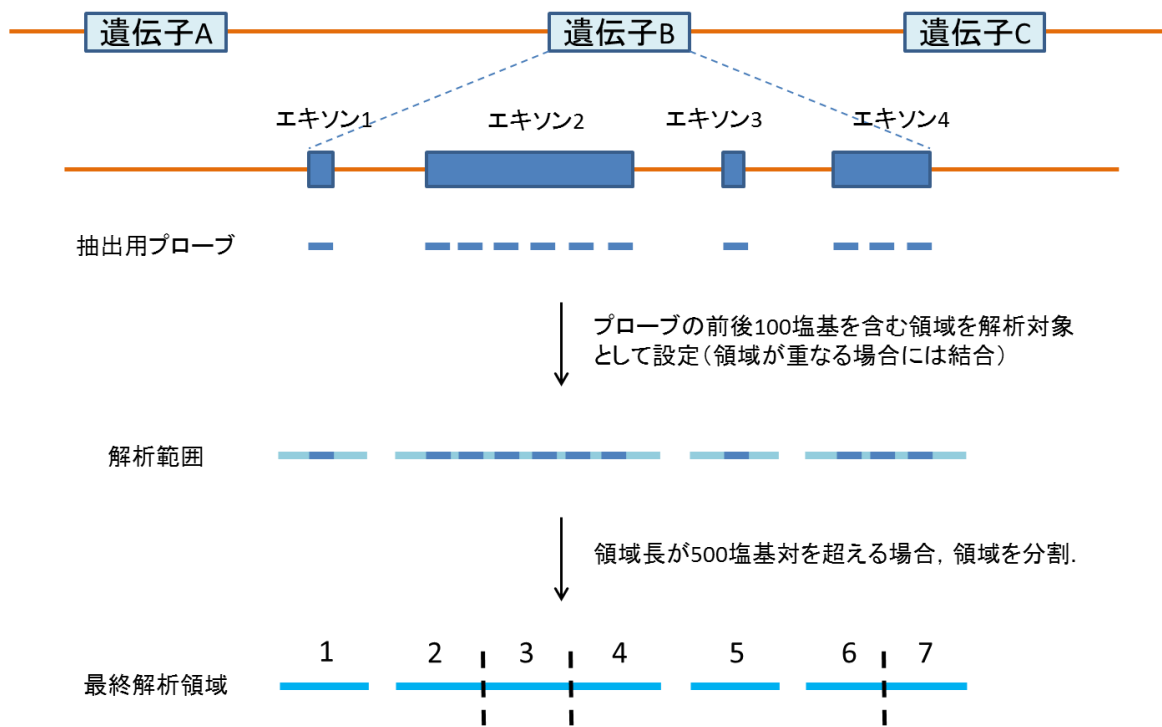 遺伝子A
遺伝子B
遺伝子C
エキソン1
エキソン2
エキソン3
エキソン4
抽出用プローブ
プローブの前後100塩基を含む領域を解析対象
として設定(領域が重なる場合には結合)
解析範囲
領域長が500塩基対を超える場合, 領域を分割.
1
2
3
4
5
6
7
最終解析領域